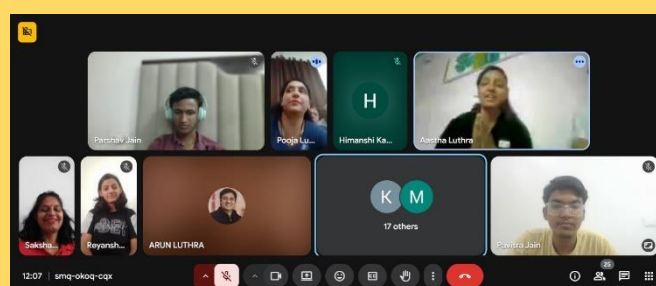 Parshav Jain
Pooja Lu...
H
Himanshi Ka...
Aastha Luthra
Saksha...
Reyansh...
ARUN LUTHRA
K M
17 others
Pavitra Jain
12:07 | smq-okoq-cqx
25